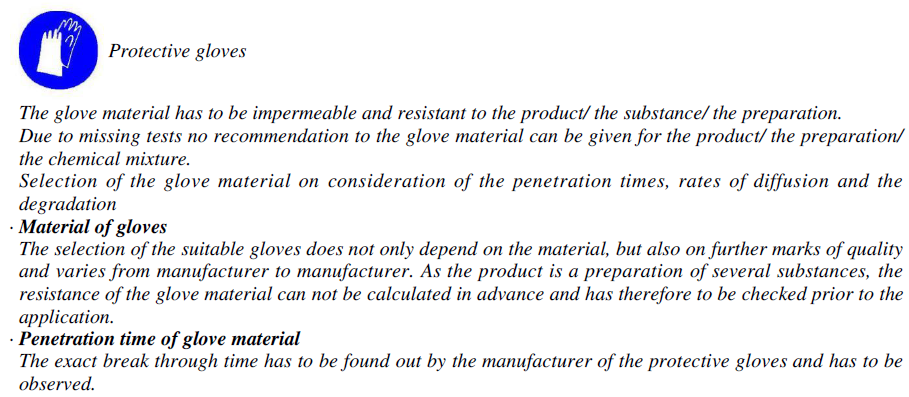 Protective gloves
The glove material has to be impermeable and resistant to the product/ the substance/ the preparation.
Due to missing tests no recommendation to the glove material can be given for the product/ the preparation/
the chemical mixture.
Selection of the glove material on consideration of the penetration times, rates of diffusion and the
degradation
· Material of gloves
The selection of the suitable gloves does not only depend on the material, but also on further marks of quality
and varies from manufacturer to manufacturer. As the product is a preparation of several substances, the
resistance of the glove material can not be calculated in advance and has therefore to be checked prior to the
application.
· Penetration time of glove material
The exact break through time has to be found out by the manufacturer of the protective gloves and has to be
observed.